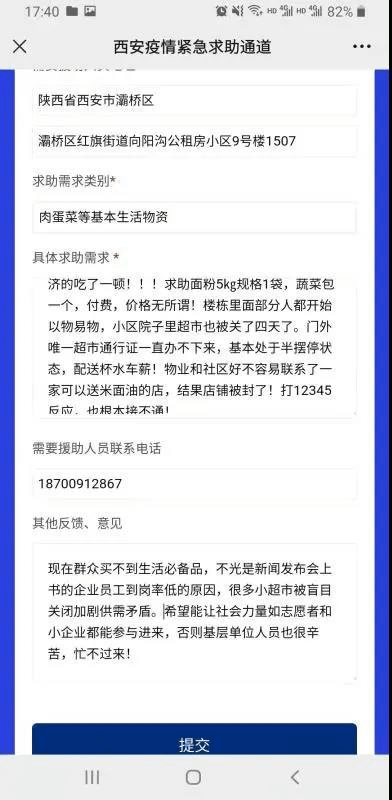 17:40
HD 4G HD 4G 82%
西安疫情紧急求助通道
陕西省西安市灞桥区
灞桥区红旗街道向阳沟公租房小区9号楼1507
求助需求类别*
肉蛋菜等基本生活物资
具体求助需求 *
济的吃了一顿！！！求助面粉5㎏规格1袋，蔬菜包
一个，付费，价格无所谓！楼栋里面部分人都开始
以物易物，小区院子里超市也被关了四天了。门外
唯一超市通行证一直办不下来，基本处于半摆停状
态，配送杯水车薪！物业和社区好不容易联系了一
家可以送米面油的店，结果店铺被封了！打12345
反应，也根本接不通！
需要援助人员联系电话
18700912867
其他反馈、意见
现在群众买不到生活必备品，不光是新闻发布会上
书的企业员工到岗率低的原因，很多小超市被盲目
关闭加剧供需矛盾。希望能让社会力量如志愿者和
小企业都能参与进来，否则基层单位人员也很辛
苦，忙不过来！
提交